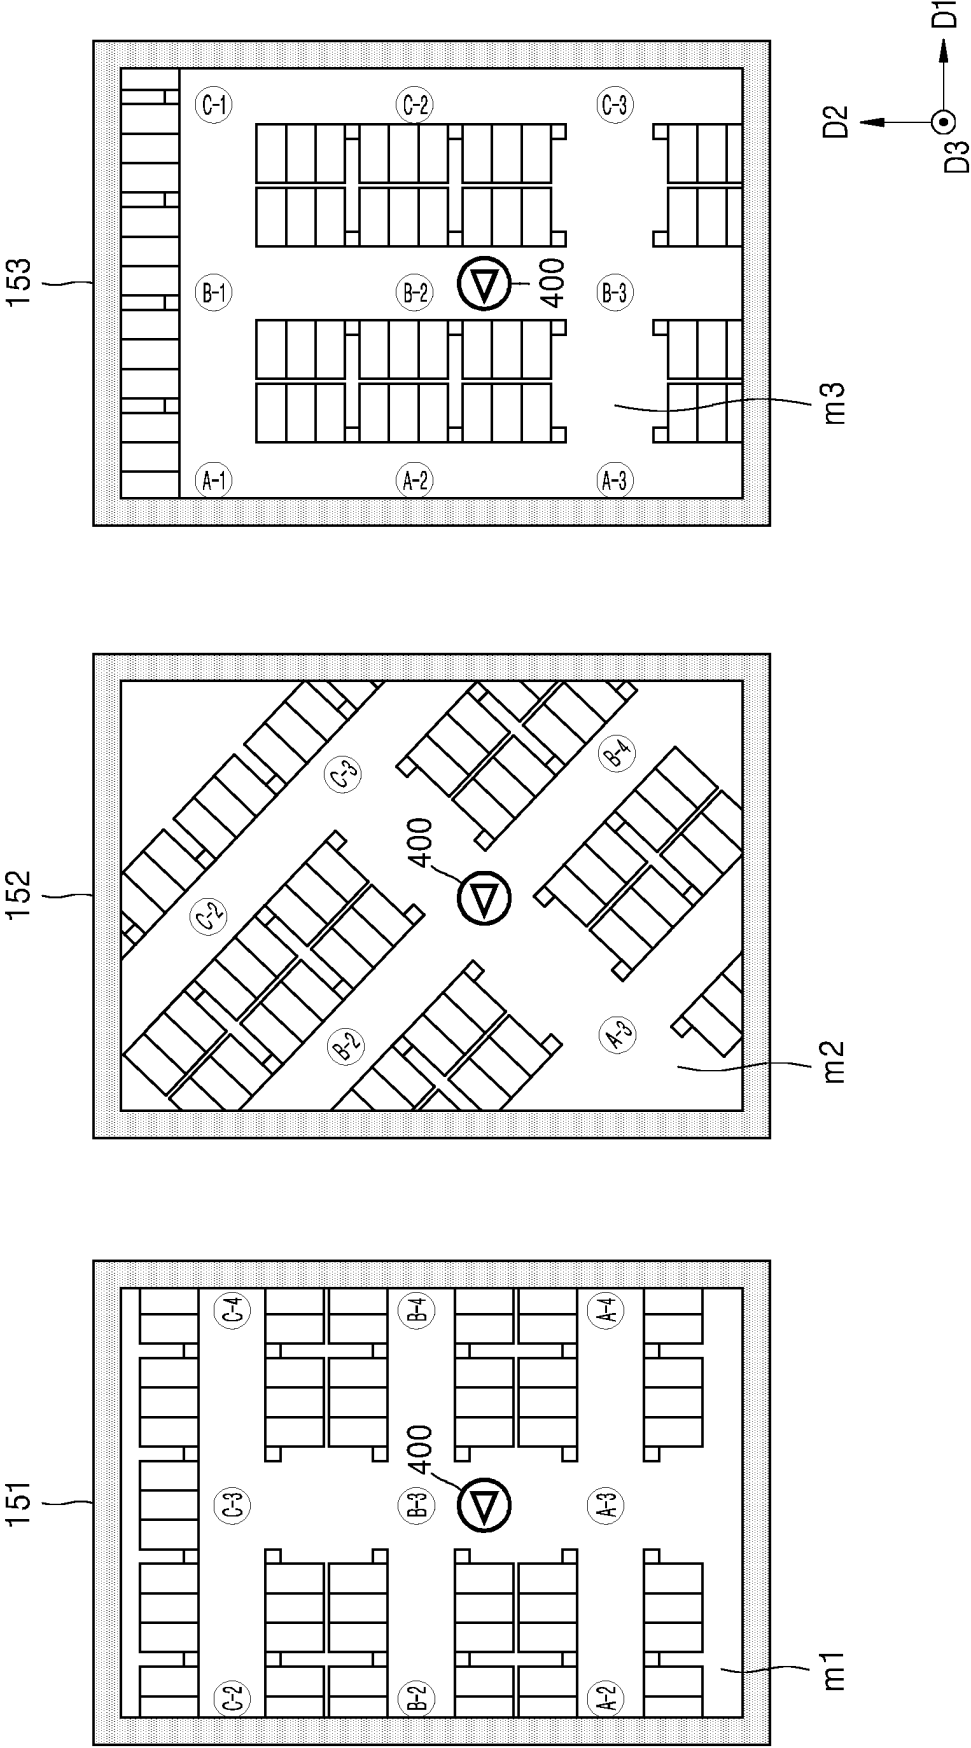 151
C-2 C-3 C-4
B-2 B-3 B-4
400
A-2 A-3 A-4
m1
152
C-2
C-3
B-2
400
A-3
B-4
m2
153
A-1 B-1 C-1
A-2 B-2 C-2
400
A-3 B-3 C-3
m3
D2
D1
D3